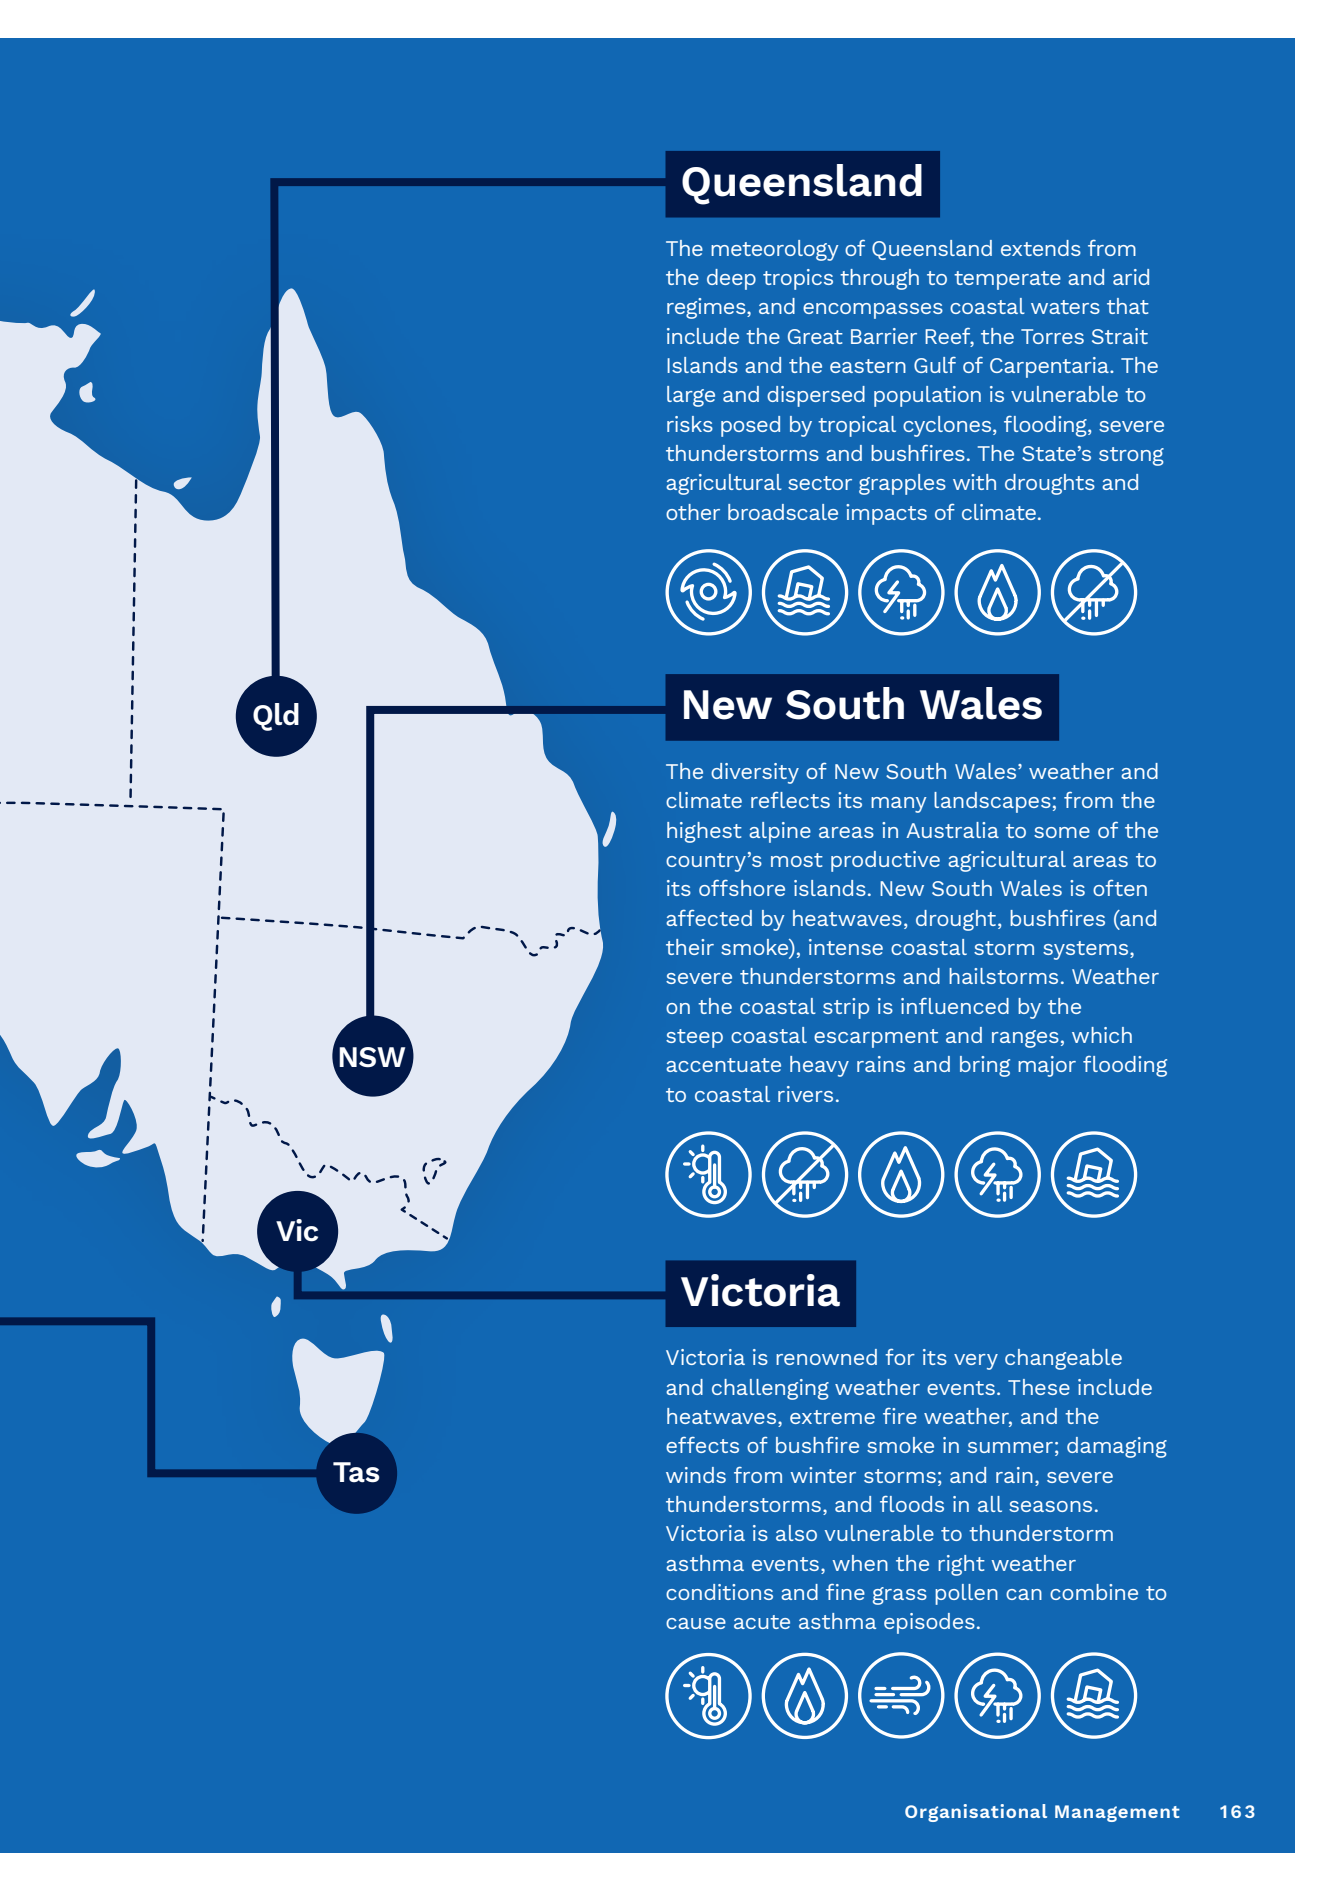 Queensland
The meteorology of Queensland extends from
the deep tropics through to temperate and arid
regimes, and encompasses coastal waters that
include the Great Barrier Reef, the Torres Strait
Islands and the eastern Gulf of Carpentaria. The
large and dispersed population is vulnerable to
risks posed by tropical cyclones, flooding, severe
thunderstorms and bushfires. The State’s strong
agricultural sector grapples with droughts and
other broadscale impacts of climate.
Qld
New South Wales
The diversity of New South Wales’ weather and
climate reflects its many landscapes; from the
highest alpine areas in Australia to some of the
country’s most productive agricultural areas to
its offshore islands. New South Wales is often
affected by heatwaves, drought, bushfires (and
their smoke), intense coastal storm systems,
severe thunderstorms and hailstorms. Weather
on the coastal strip is influenced by the
steep coastal escarpment and ranges, which
accentuate heavy rains and bring major flooding
to coastal rivers.
NSW
Vic
Victoria
Victoria is renowned for its very changeable
and challenging weather events. These include
heatwaves, extreme fire weather, and the
effects of bushfire smoke in summer; damaging
winds from winter storms; and rain, severe
thunderstorms, and floods in all seasons.
Victoria is also vulnerable to thunderstorm
asthma events, when the right weather
conditions and fine grass pollen can combine to
cause acute asthma episodes.
Tas
Organisational Management 163